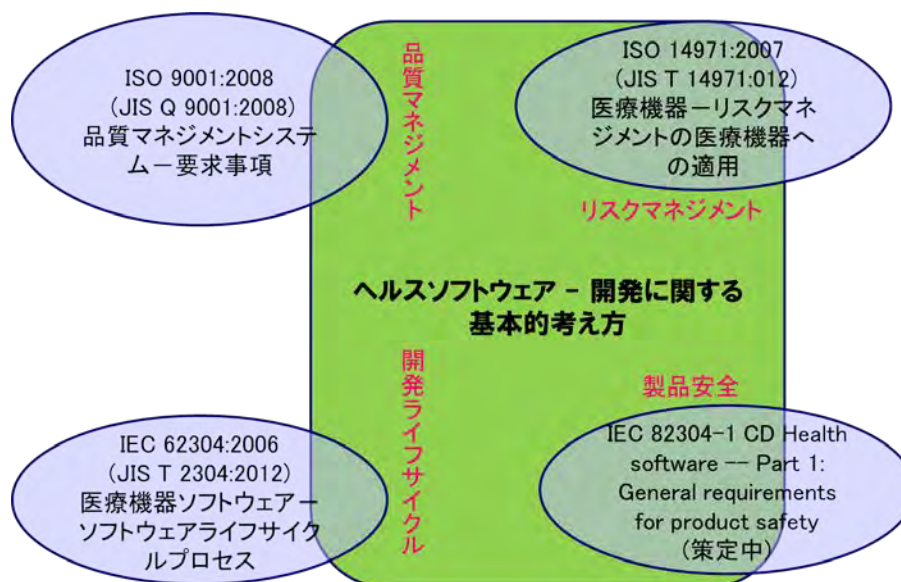 ISO 9001:2008
(JIS Q 9001:2008)
品質マネジメントシステ
ムー要求事項
品質マネジメント
ISO 14971:2007
(JIS T 14971:012)
医療機器ーリスクマネ
ジメントの医療機器へ
の適用
リスクマネジメント
ヘルスソフトウェア - 開発に関する
基本的考え方
開発ライフサイクル
製品安全
IEC 62304:2006
(JIS T 2304:2012)
医療機器ソフトウェアー
ソフトウェアライフサイク
ルプロセス
IEC 82304-1 CD Health
software -- Part 1:
General requirements
for product safety
(策定中)